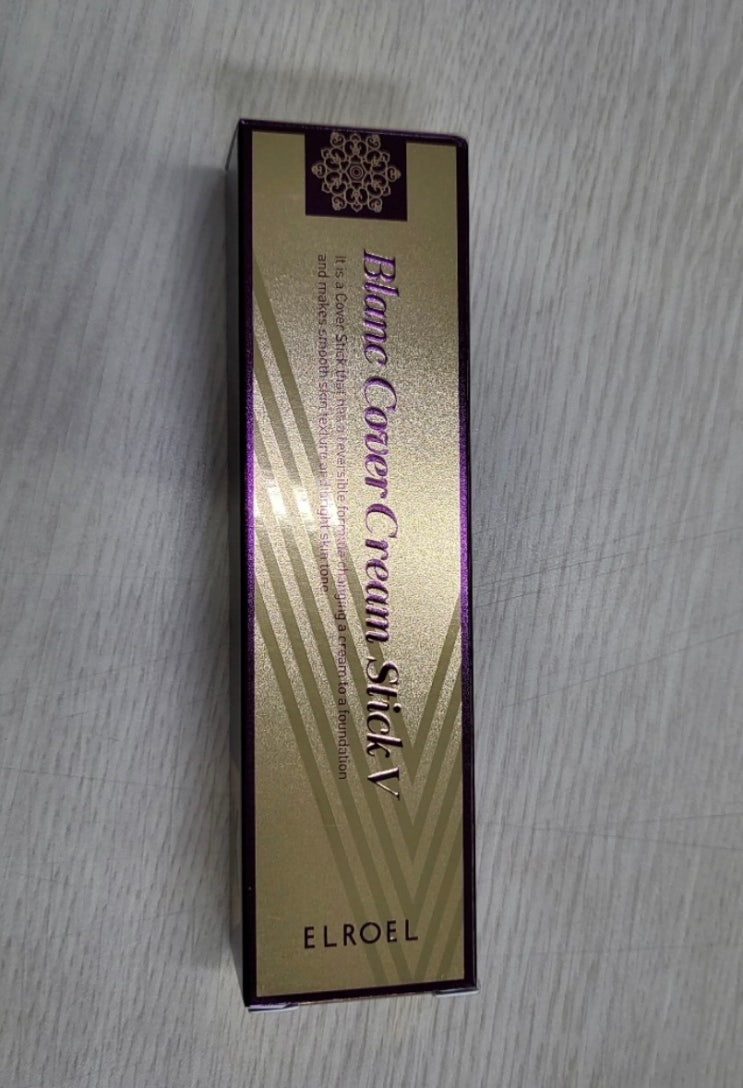 Blanc Cover Cream Stick V
It is a Cover Stick that has a reversible formula changing a cream to a foundation
and makes smooth skin texture and bright skin tone.
ELROEL